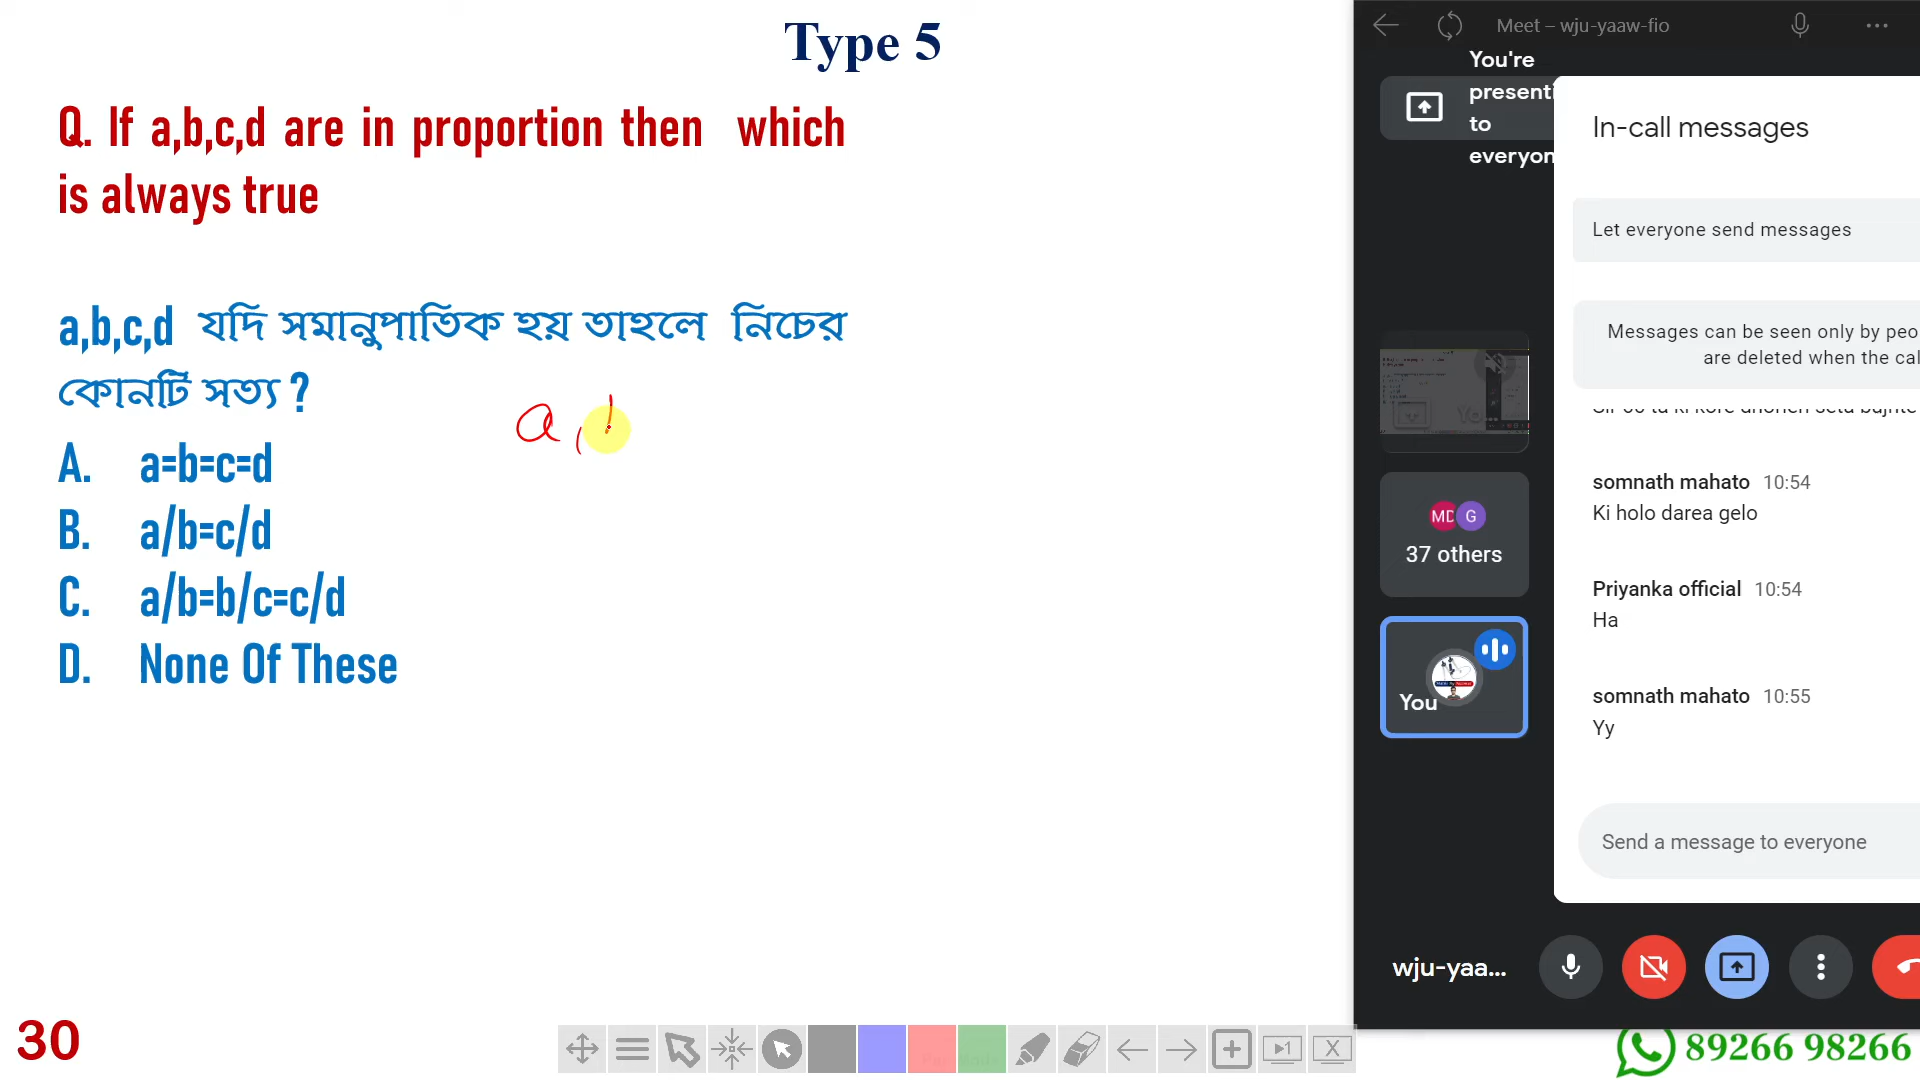 Type 5
Q. If a,b,c,d are in proportion then which
is always true
a,b,c,d যদি সমানুপাতিক হয় তাহলে নিচের
কোনটি সত্য ?
a,
A. a=b=c=d
B. a/b=c/d
C. a/b=b/c=c/d
D. None Of These
30
Meet – wju-yaaw-fio
You're
presenti
to
everyon
In-call messages
Let everyone send messages
Messages can be seen only by peo
are deleted when the cal
somnath mahato 10:54
Ki holo darea gelo
Priyanka official 10:54
Ha
somnath mahato 10:55
Yy
Send a message to everyone
MD G
37 others
You
wju-yaa...
89266 98266